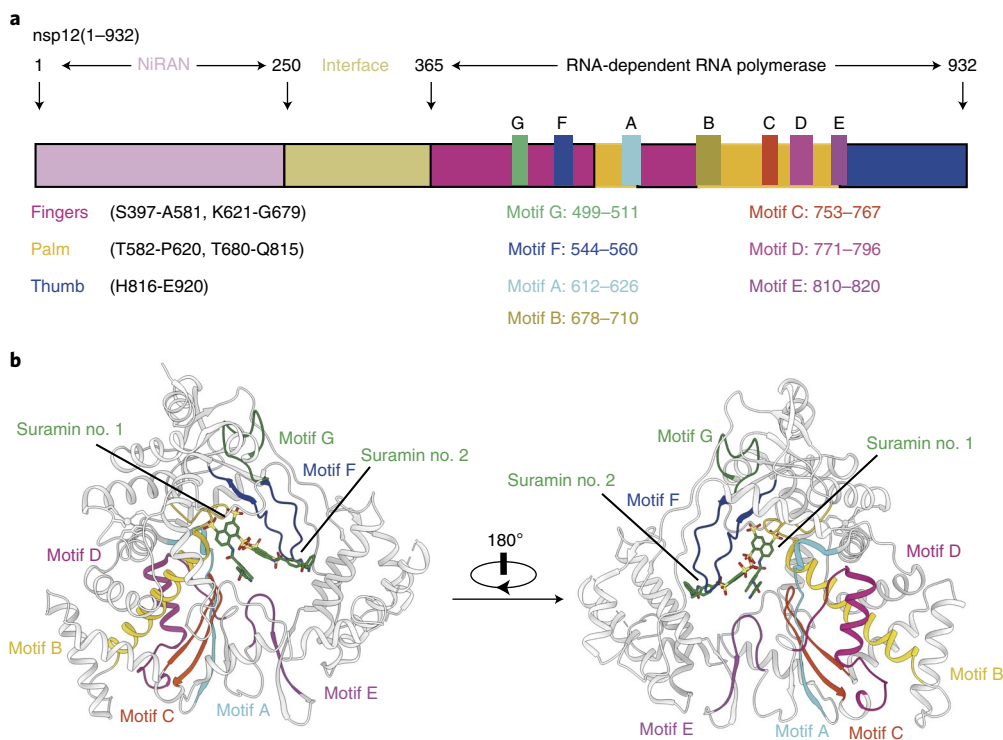 a
nsp12(1–932)
1 NiRAN 250 Interface 365 RNA-dependent RNA polymerase 932
G F A B C D E
Fingers (S397-A581, K621-G679)
Palm (T582-P620, T680-Q815)
Thumb (H816-E920)
Motif G: 499–511
Motif F: 544–560
Motif A: 612–626
Motif B: 678–710
Motif C: 753–767
Motif D: 771–796
Motif E: 810–820
b
Suramin no. 1
Motif G
Suramin no. 2
Motif F
Motif D
Motif B
Motif C
Motif A
Motif E
180°
Motif G
Suramin no. 1
Suramin no. 2
Motif F
Motif D
Motif B
Motif E
Motif A
Motif C